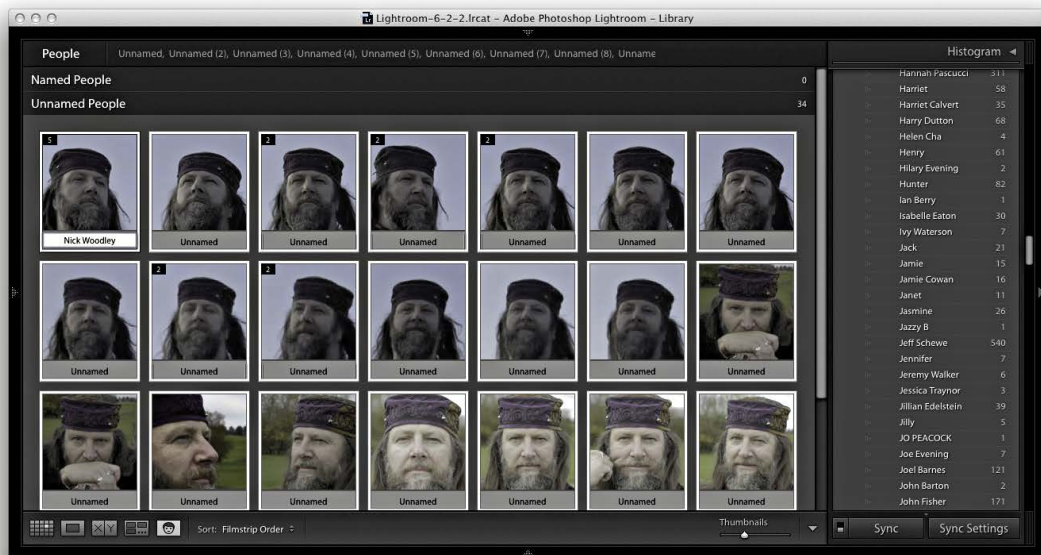 Lightroom-6-2-2.lrcat – Adobe Photoshop Lightroom – Library
People
Unnamed, Unnamed (2), Unnamed (3), Unnamed (4), Unnamed (5), Unnamed (6), Unnamed (7), Unnamed (8), Unname
Named People 0
Unnamed People 34
5 2 2 2
Nick Woodley Unnamed Unnamed Unnamed Unnamed Unnamed Unnamed
2 2
Unnamed Unnamed Unnamed Unnamed Unnamed Unnamed Unnamed
Unnamed Unnamed Unnamed Unnamed Unnamed Unnamed Unnamed
XY
Sort: Filmstrip Order
Thumbnails
Histogram
Hannah Pascucci 311
Harriet 58
Harriet Calvert 35
Harry Dutton 68
Helen Cha 4
Henry 61
Hilary Evening 2
Hunter 82
Ian Berry 1
Isabelle Eaton 30
Ivy Waterson 7
Jack 21
Jamie 15
Jamie Cowan 16
Janet 11
Jasmine 26
Jazzy B 1
Jeff Schewe 540
Jennifer 7
Jeremy Walker 6
Jessica Traynor 3
Jillian Edelstein 39
Jilly 5
JO PEACOCK 1
Joe Evening 7
Joel Barnes 121
John Barton 2
John Fisher 171
Sync
Sync Settings